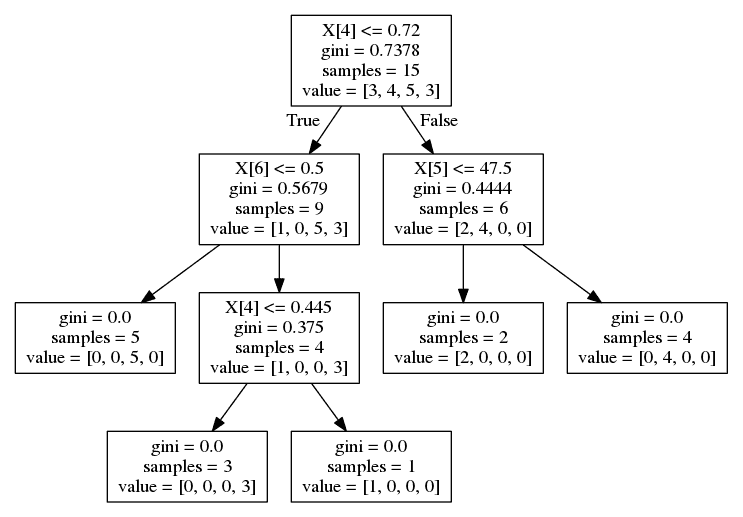 X[4] <= 0.72
gini = 0.7378
samples = 15
value = [3, 4, 5, 3]
True
False
X[6] <= 0.5
gini = 0.5679
samples = 9
value = [1, 0, 5, 3]
X[5] <= 47.5
gini = 0.4444
samples = 6
value = [2, 4, 0, 0]
gini = 0.0
samples = 5
value = [0, 0, 5, 0]
X[4] <= 0.445
gini = 0.375
samples = 4
value = [1, 0, 0, 3]
gini = 0.0
samples = 2
value = [2, 0, 0, 0]
gini = 0.0
samples = 4
value = [0, 4, 0, 0]
gini = 0.0
samples = 3
value = [0, 0, 0, 3]
gini = 0.0
samples = 1
value = [1, 0, 0, 0]